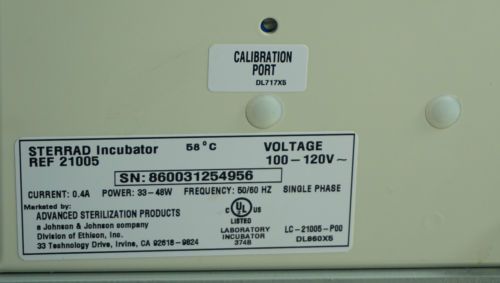 CALIBRATION
PORT
DL717X5
STERRAD Incubator 58°C VOLTAGE
REF 21005 100-120V~
SN: 860031254956
CURRENT: 0.4A POWER: 33-48W FREQUENCY: 50/60 HZ SINGLE PHASE
Marketed by:
ADVANCED STERILIZATION PRODUCTS
a Johnson & Johnson company
Division of Ethicon, Inc.
33 Technology Drive, Irvine, CA 92618-9824
C UL US
LISTED
LABORATORY
INCUBATOR
374B
LC-21005-P00
DL860X5